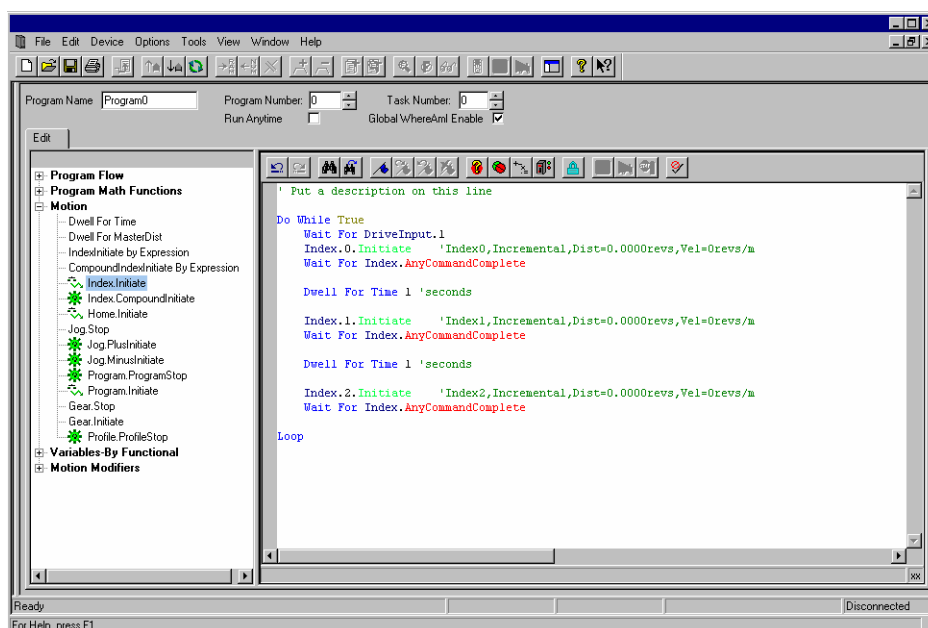 File Edit Device Options Tools View Window Help
Program Name Program0 Program Number: 0 Task Number: 0
Run Anytime Global WhereAmI Enable
Edit
Program Flow
Program Math Functions
Motion
Dwell For Time
Dwell For MasterDist
IndexInitiate by Expression
CompoundIndexInitiate By Expression
Index.Initiate
Index.CompoundInitiate
Home.Initiate
Jog.Stop
Jog.PlusInitiate
Jog.MinusInitiate
Program.ProgramStop
Program.Initiate
Gear.Stop
Gear.Initiate
Profile.ProfileStop
Variables-By Functional
Motion Modifiers
' Put a description on this line
Do While True
Wait For DriveInput.1
Index.0.Initiate 'Index0,Incremental,Dist=0.0000revs,Vel=0revs/m
Wait For Index.AnyCommandComplete
Dwell For Time 1 'seconds
Index.1.Initiate 'Index1,Incremental,Dist=0.0000revs,Vel=0revs/m
Wait For Index.AnyCommandComplete
Dwell For Time 1 'seconds
Index.2.Initiate 'Index2,Incremental,Dist=0.0000revs,Vel=0revs/m
Wait For Index.AnyCommandComplete
Loop
xx
Ready Disconnected
For Help, press F1